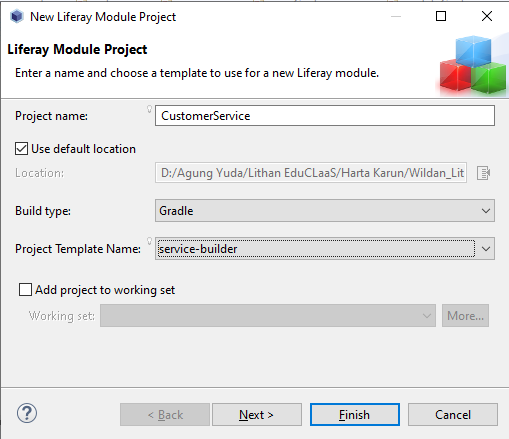 New Liferay Module Project
Liferay Module Project
Enter a name and choose a template to use for a new Liferay module.
Project name: CustomerService
Use default location
Location: D:/Agung Yuda/Lithan EduCLaaS/Harta Karun/Wildan_Lit
Build type: Gradle
Project Template Name: service-builder
Add project to working set
Working set: More...
? < Back Next > Finish Cancel